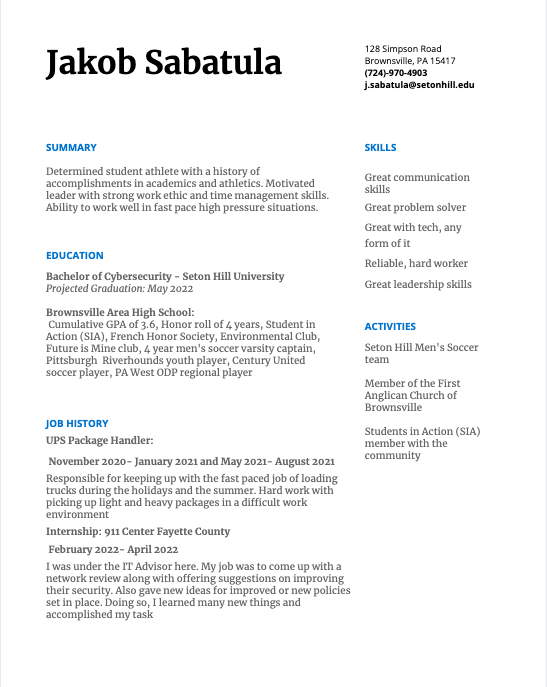 Jakob Sabatula
128 Simpson Road
Brownsville, PA 15417
(724)-970-4903
j.sabatula@setonhill.edu
SUMMARY
Determined student athlete with a history of
accomplishments in academics and athletics. Motivated
leader with strong work ethic and time management skills.
Ability to work well in fast pace high pressure situations.
EDUCATION
Bachelor of Cybersecurity - Seton Hill University
Projected Graduation: May 2022
Brownsville Area High School:
Cumulative GPA of 3.6, Honor roll of 4 years, Student in
Action (SIA), French Honor Society, Environmental Club,
Future is Mine club, 4 year men's soccer varsity captain,
Pittsburgh Riverhounds youth player, Century United
soccer player, PA West ODP regional player
JOB HISTORY
UPS Package Handler:
November 2020- January 2021 and May 2021- August 2021
Responsible for keeping up with the fast paced job of loading
trucks during the holidays and the summer. Hard work with
picking up light and heavy packages in a difficult work
environment
Internship: 911 Center Fayette County
February 2022- April 2022
I was under the IT Advisor here. My job was to come up with a
network review along with offering suggestions on improving
their security. Also gave new ideas for improved or new policies
set in place. Doing so, I learned many new things and
accomplished my task
SKILLS
Great communication
skills
Great problem solver
Great with tech, any
form of it
Reliable, hard worker
Great leadership skills
ACTIVITIES
Seton Hill Men's Soccer
team
Member of the First
Anglican Church of
Brownsville
Students in Action (SIA)
member with the
community